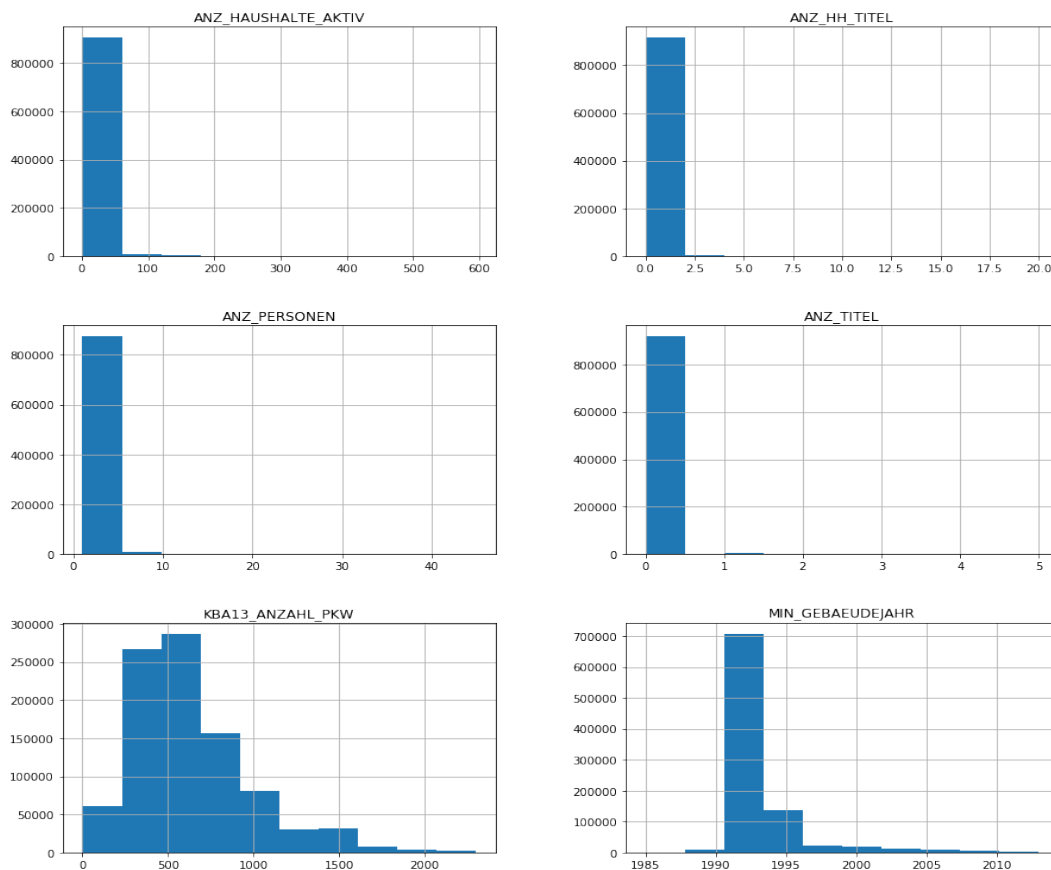 ANZ_HAUSHALTE_AKTIV
800000
600000
400000
200000
0
0 100 200 300 400 500 600
ANZ_HH_TITEL
800000
600000
400000
200000
0
0.0 2.5 5.0 7.5 10.0 12.5 15.0 17.5 20.0
ANZ_PERSONEN
800000
600000
400000
200000
0
0 10 20 30 40
ANZ_TITEL
800000
600000
400000
200000
0
0 1 2 3 4 5
KBA13_ANZAHL_PKW
300000
250000
200000
150000
100000
50000
0
0 500 1000 1500 2000
MIN_GEBAEUDEJAHR
700000
600000
500000
400000
300000
200000
100000
0
1985 1990 1995 2000 2005 2010